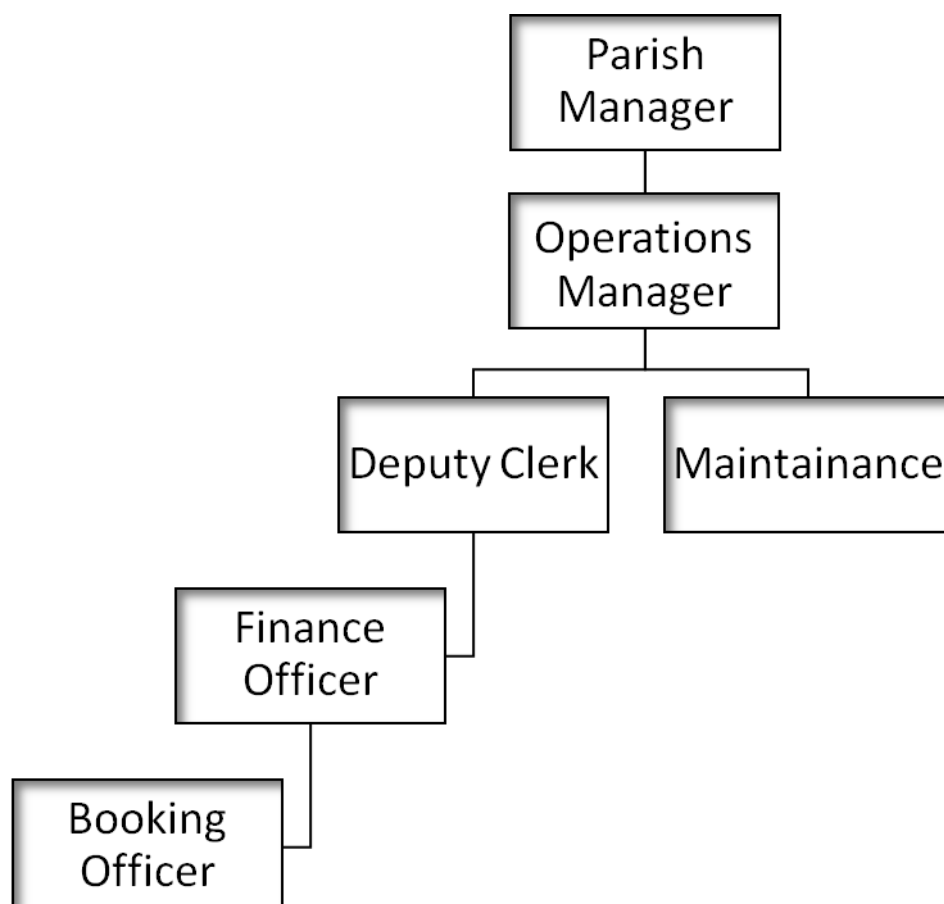 Parish
Manager
Operations
Manager
Deputy Clerk
Maintainance
Finance
Officer
Booking
Officer